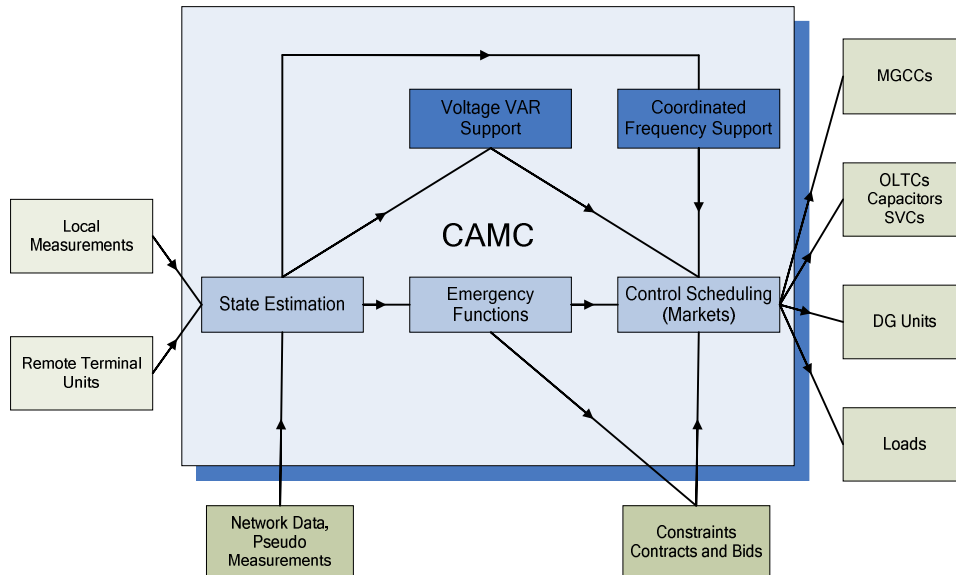 MGCCs
Voltage VAR
Support
Coordinated
Frequency Support
OLTCs
Capacitors
SVCs
Local
Measurements
CAMC
State Estimation
Emergency
Functions
Control Scheduling
(Markets)
DG Units
Remote Terminal
Units
Loads
Network Data,
Pseudo
Measurements
Constraints
Contracts and Bids